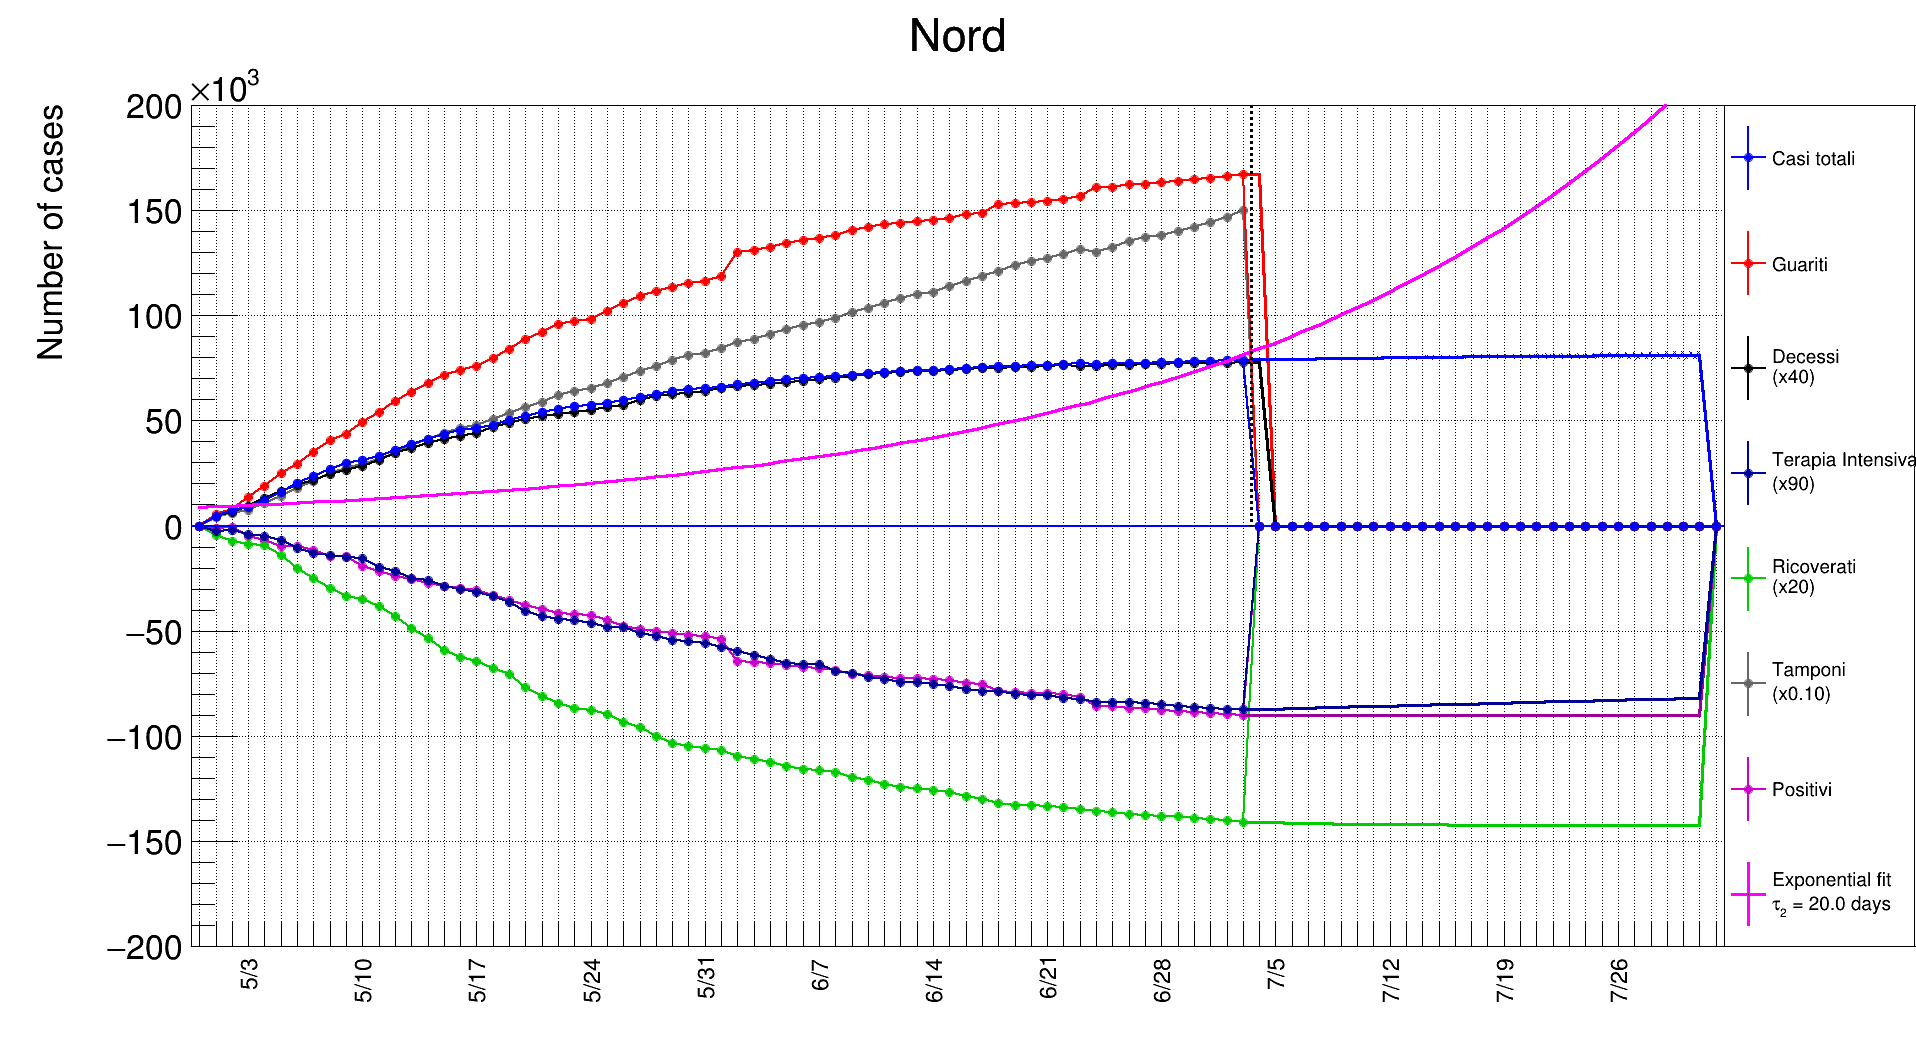 Nord
×10³
Number of cases
200
150
100
50
0
−50
−100
−150
−200
5/3
5/10
5/17
5/24
5/31
6/7
6/14
6/21
6/28
7/5
7/12
7/19
7/26
Casi totali
Guariti
Decessi
(x40)
Terapia Intensiva
(x90)
Ricoverati
(x20)
Tamponi
(x0.10)
Positivi
Exponential fit
τ₂ = 20.0 days